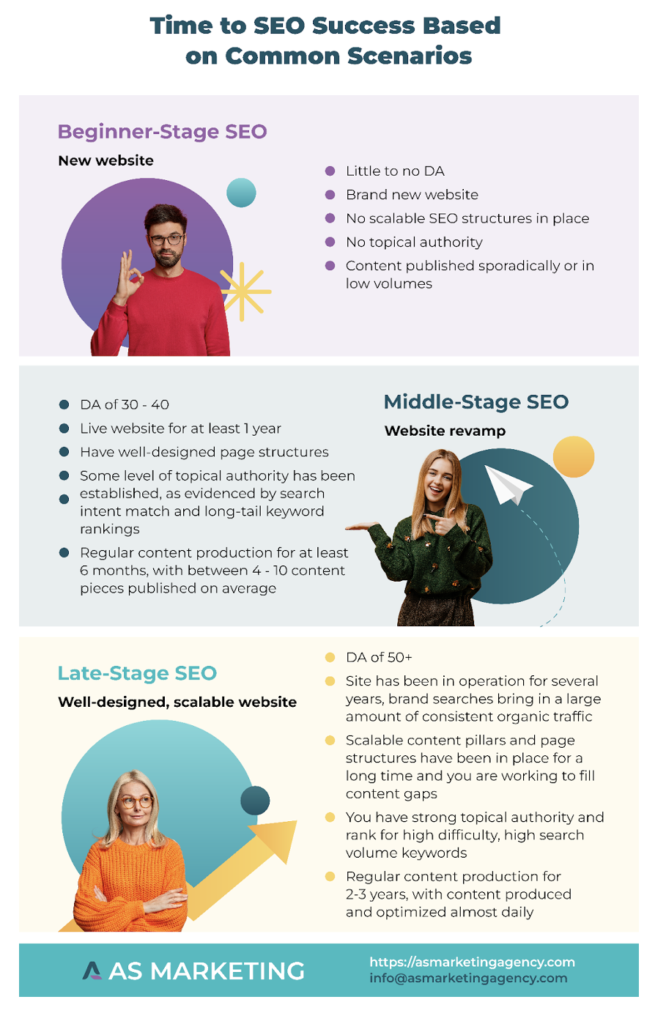 Time to SEO Success Based
on Common Scenarios
Beginner-Stage SEO
New website
Little to no DA
Brand new website
No scalable SEO structures in place
No topical authority
Content published sporadically or in
low volumes
Middle-Stage SEO
Website revamp
DA of 30 - 40
Live website for at least 1 year
Have well-designed page structures
Some level of topical authority has been
established, as evidenced by search
intent match and long-tail keyword
rankings
Regular content production for at least
6 months, with between 4 - 10 content
pieces published on average
Late-Stage SEO
Well-designed, scalable website
DA of 50+
Site has been in operation for several
years, brand searches bring in a large
amount of consistent organic traffic
Scalable content pillars and page
structures have been in place for a
long time and you are working to fill
content gaps
You have strong topical authority and
rank for high difficulty, high search
volume keywords
Regular content production for
2-3 years, with content produced
and optimized almost daily
AS MARKETING
https://asmarketingagency.com
info@asmarketingagency.com